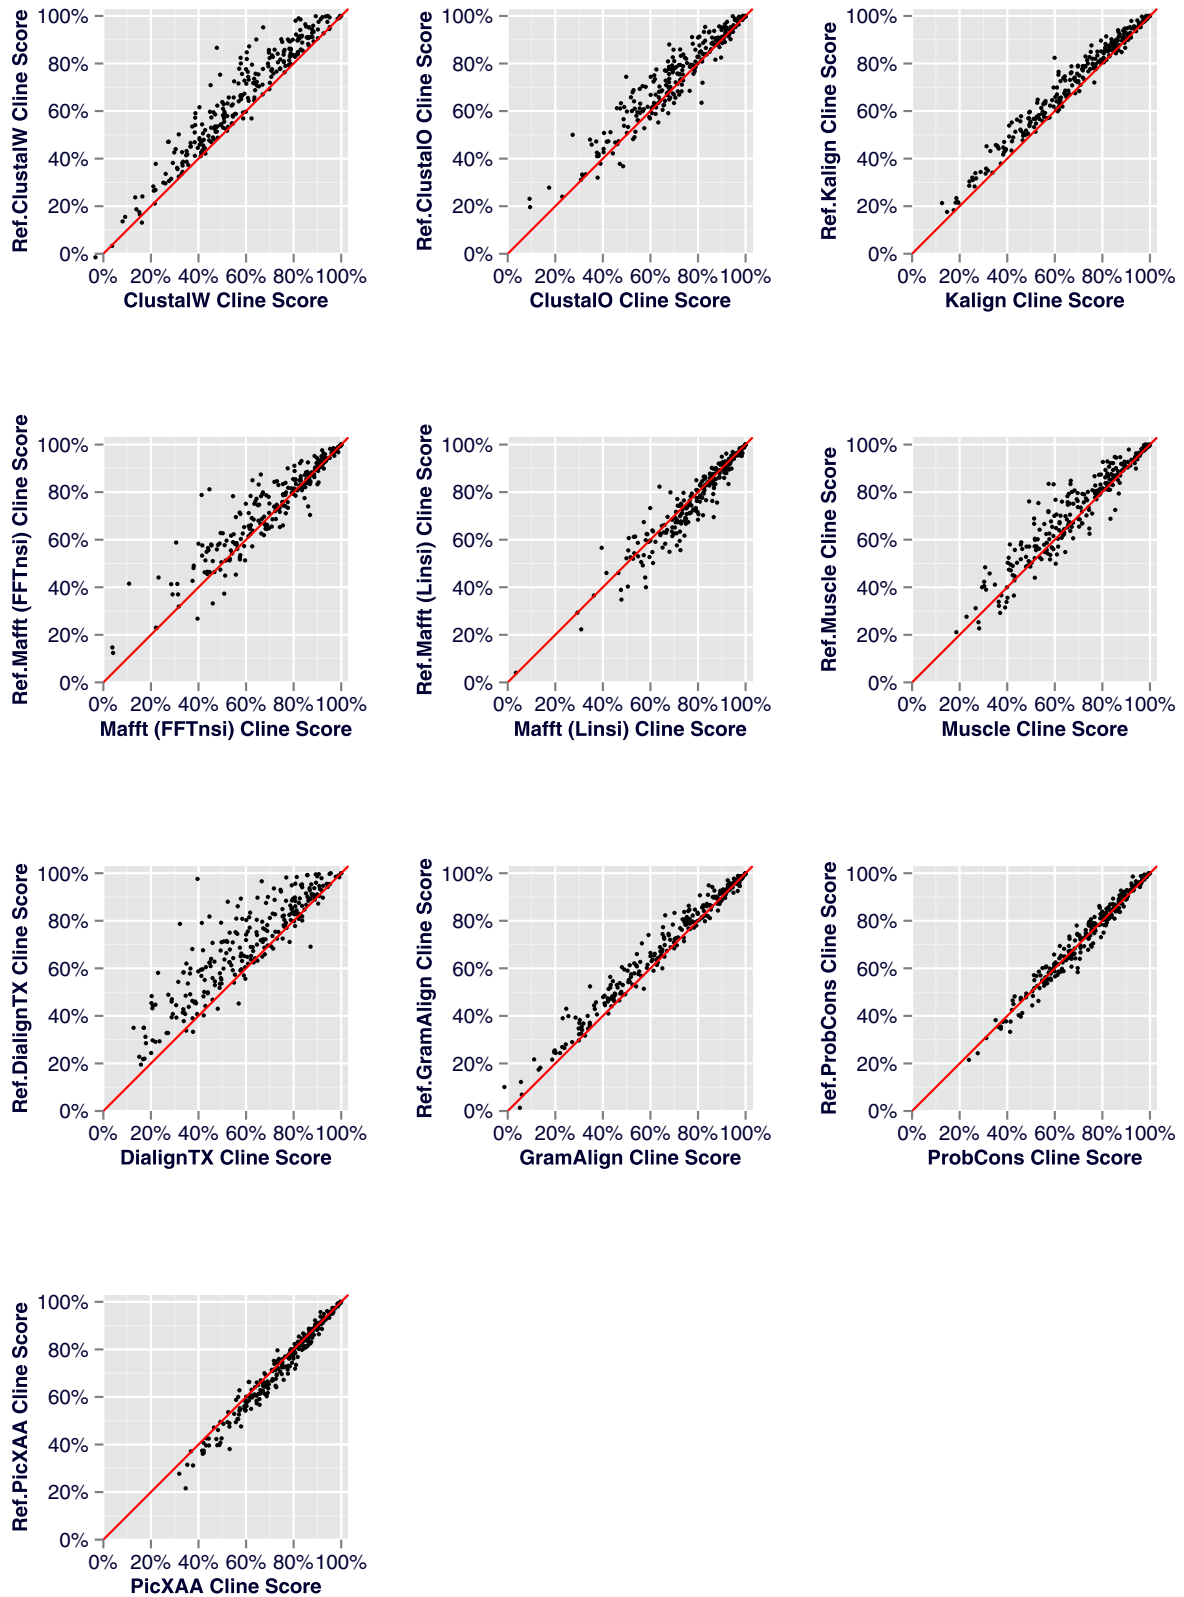 Ref.ClustalW Cline Score
100%
80%
60%
40%
20%
0%
0% 20% 40% 60% 80% 100%
ClustalW Cline Score
Ref.ClustalO Cline Score
100%
80%
60%
40%
20%
0%
0% 20% 40% 60% 80% 100%
ClustalO Cline Score
Ref.Kalign Cline Score
100%
80%
60%
40%
20%
0%
0% 20% 40% 60% 80% 100%
Kalign Cline Score
Ref.Mafft (FFTnsi) Cline Score
100%
80%
60%
40%
20%
0%
0% 20% 40% 60% 80% 100%
Mafft (FFTnsi) Cline Score
Ref.Mafft (Linsi) Cline Score
100%
80%
60%
40%
20%
0%
0% 20% 40% 60% 80% 100%
Mafft (Linsi) Cline Score
Ref.Muscle Cline Score
100%
80%
60%
40%
20%
0%
0% 20% 40% 60% 80% 100%
Muscle Cline Score
Ref.DialignTX Cline Score
100%
80%
60%
40%
20%
0%
0% 20% 40% 60% 80% 100%
DialignTX Cline Score
Ref.GramAlign Cline Score
100%
80%
60%
40%
20%
0%
0% 20% 40% 60% 80% 100%
GramAlign Cline Score
Ref.ProbCons Cline Score
100%
80%
60%
40%
20%
0%
0% 20% 40% 60% 80% 100%
ProbCons Cline Score
Ref.PicXAA Cline Score
100%
80%
60%
40%
20%
0%
0% 20% 40% 60% 80% 100%
PicXAA Cline Score